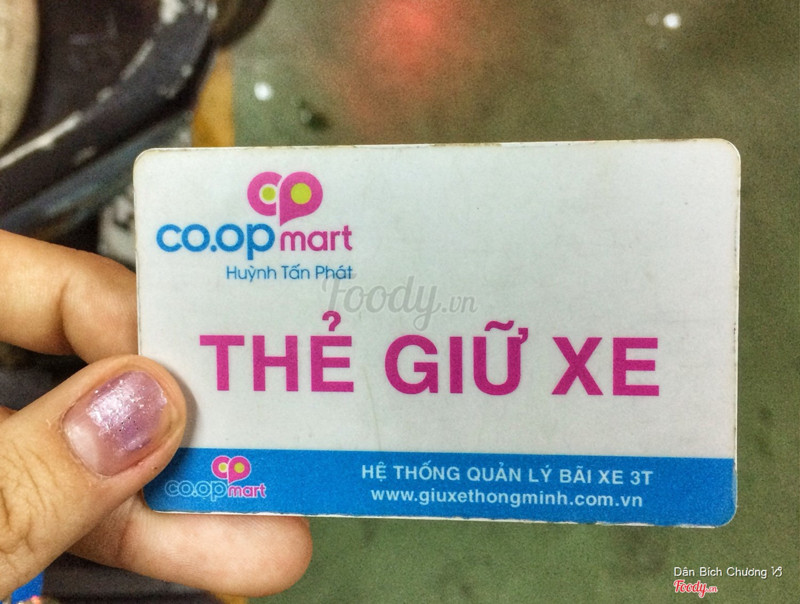 co.op mart
Huỳnh Tấn Phát
Foody.vn
THẺ GIỮ XE
co.op mart
HỆ THỐNG QUẢN LÝ BÃI XE 3T
www.giuxethongminh.com.vn
Dân Bích Chương
Foody.vn